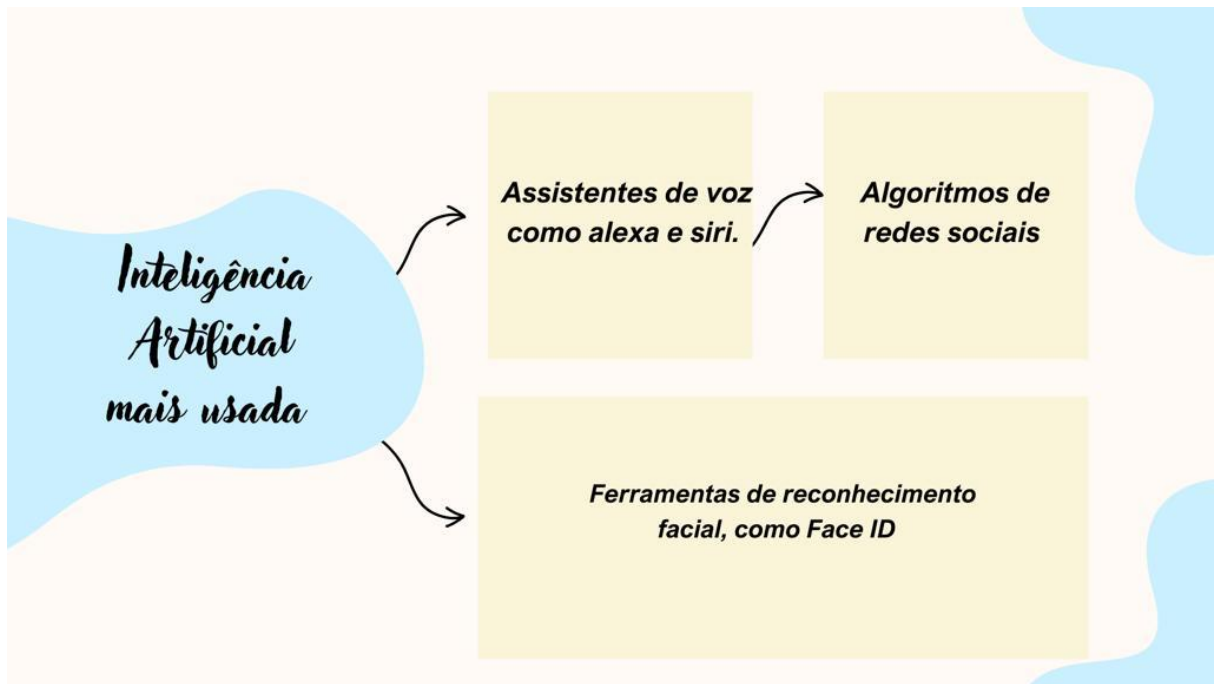 Inteligência
Artificial
mais usada
Assistentes de voz
como alexa e siri.
Algoritmos de
redes sociais
Ferramentas de reconhecimento
facial, como Face ID